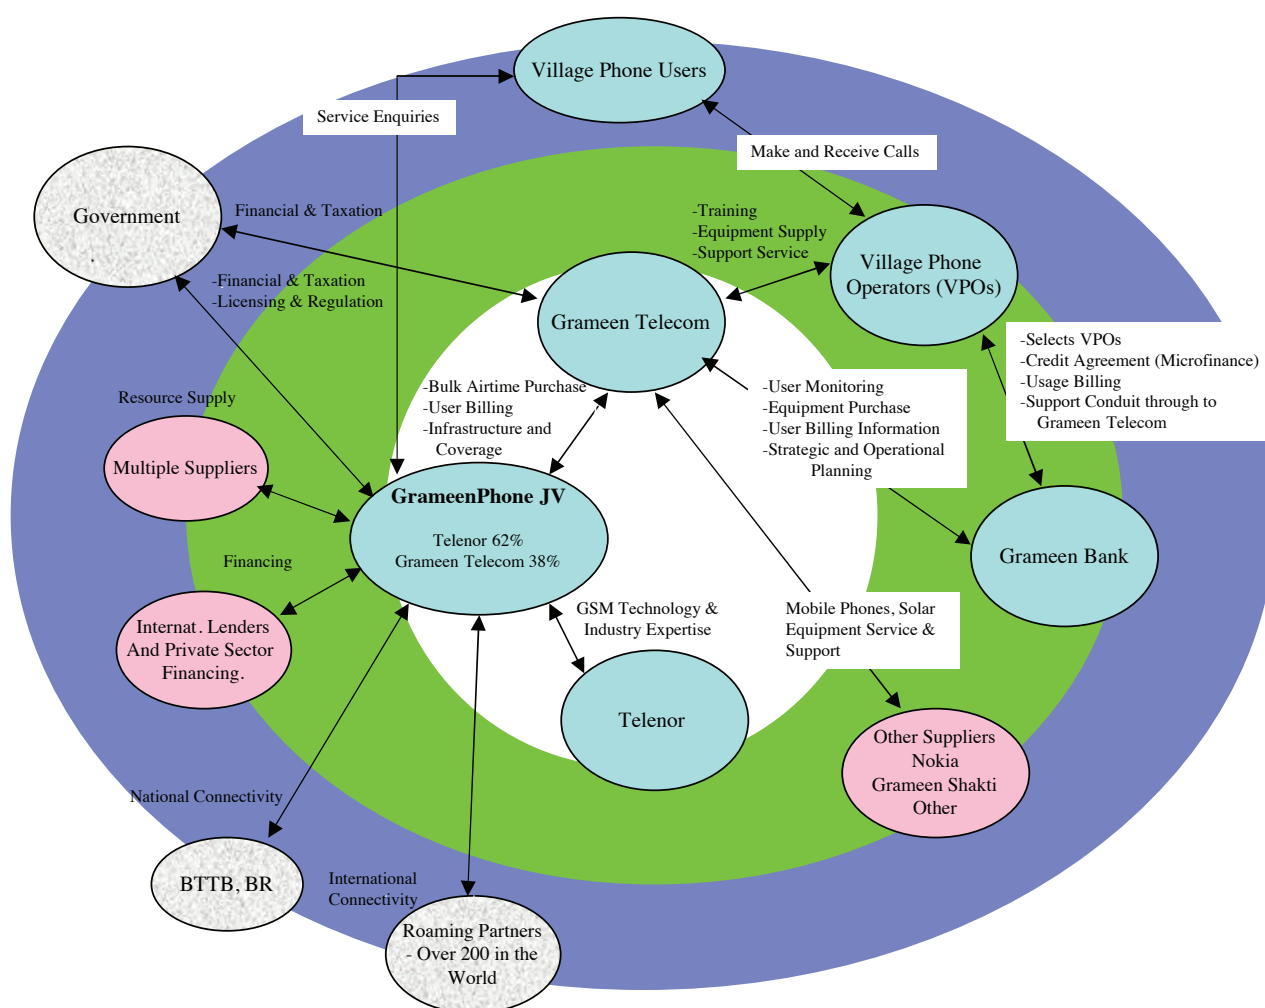 Village Phone Users
Service Enquiries
Make and Receive Calls
Government
Financial & Taxation
-Training
-Equipment Supply
-Support Service
-Financial & Taxation
-Licensing & Regulation
Village Phone
Operators (VPOs)
Grameen Telecom
-Selects VPOs
-Credit Agreement (Microfinance)
-Usage Billing
-Support Conduit through to
Grameen Telecom
-Bulk Airtime Purchase
-User Billing
-Infrastructure and
Coverage
-User Monitoring
-Equipment Purchase
-User Billing Information
-Strategic and Operational
Planning
Resource Supply
Multiple Suppliers
GrameenPhone JV
Telenor 62%
Grameen Telecom 38%
Grameen Bank
Financing
Internat. Lenders
And Private Sector
Financing.
GSM Technology &
Industry Expertise
Mobile Phones, Solar
Equipment Service &
Support
Telenor
Other Suppliers
Nokia
Grameen Shakti
Other
National Connectivity
BTTB, BR
International
Connectivity
Roaming Partners
- Over 200 in the
World